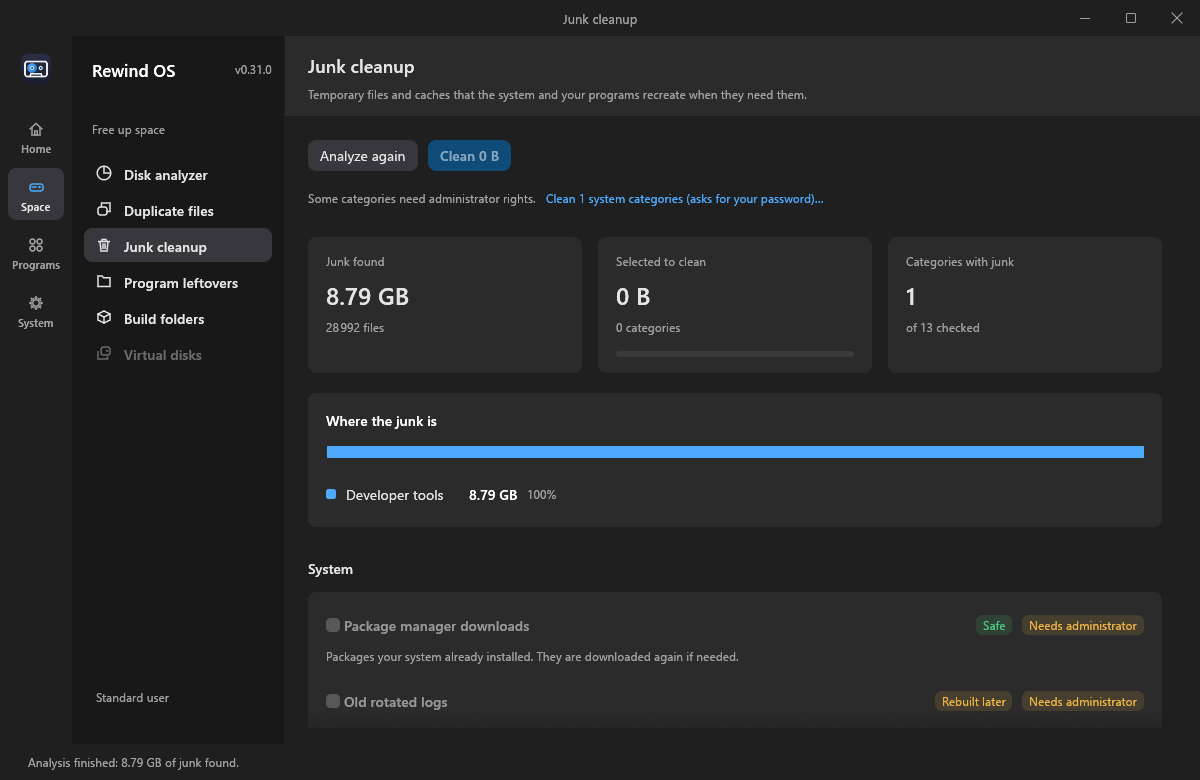 Junk cleanup
Rewind OS
v0.31.0
Home
Space
Programs
System
Free up space
Disk analyzer
Duplicate files
Junk cleanup
Program leftovers
Build folders
Virtual disks
Standard user
Junk cleanup
Temporary files and caches that the system and your programs recreate when they need them.
Analyze again
Clean 0 B
Some categories need administrator rights. Clean 1 system categories (asks for your password)...
Junk found
8.79 GB
28 992 files
Selected to clean
0 B
0 categories
Categories with junk
1
of 13 checked
Where the junk is
Developer tools 8.79 GB 100%
System
Package manager downloads Safe Needs administrator
Packages your system already installed. They are downloaded again if needed.
Old rotated logs Rebuilt later Needs administrator
Analysis finished: 8.79 GB of junk found.